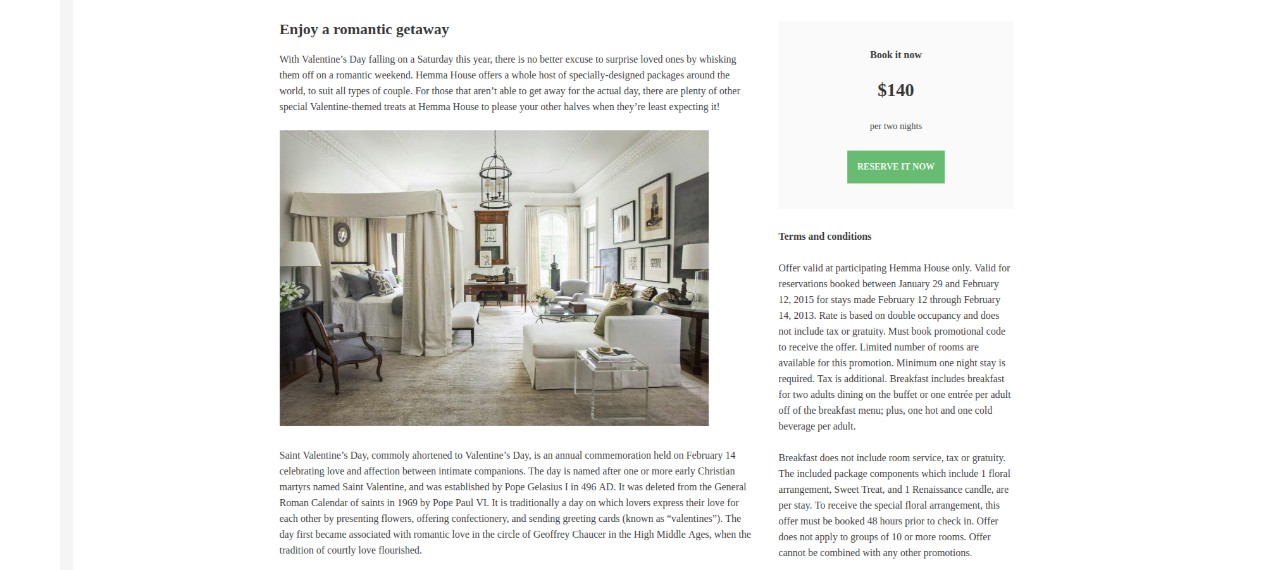 Enjoy a romantic getaway
With Valentine’s Day falling on a Saturday this year, there is no better excuse to surprise loved ones by whisking
them off on a romantic weekend. Hemma House offers a whole host of specially-designed packages around the
world, to suit all types of couple. For those that aren’t able to get away for the actual day, there are plenty of other
special Valentine-themed treats at Hemma House to please your other halves when they’re least expecting it!
Saint Valentine’s Day, commoly ahortened to Valentine’s Day, is an annual commemoration held on February 14
celebrating love and affection between intimate companions. The day is named after one or more early Christian
martyrs named Saint Valentine, and was established by Pope Gelasius I in 496 AD. It was deleted from the General
Roman Calendar of saints in 1969 by Pope Paul VI. It is traditionally a day on which lovers express their love for
each other by presenting flowers, offering confectionery, and sending greeting cards (known as “valentines”). The
day first became associated with romantic love in the circle of Geoffrey Chaucer in the High Middle Ages, when the
tradition of courtly love flourished.
Book it now
$140
per two nights
RESERVE IT NOW
Terms and conditions
Offer valid at participating Hemma House only. Valid for
reservations booked between January 29 and February
12, 2015 for stays made February 12 through February
14, 2013. Rate is based on double occupancy and does
not include tax or gratuity. Must book promotional code
to receive the offer. Limited number of rooms are
available for this promotion. Minimum one night stay is
required. Tax is additional. Breakfast includes breakfast
for two adults dining on the buffet or one entrée per adult
off of the breakfast menu; plus, one hot and one cold
beverage per adult.
Breakfast does not include room service, tax or gratuity.
The included package components which include 1 floral
arrangement, Sweet Treat, and 1 Renaissance candle, are
per stay. To receive the special floral arrangement, this
offer must be booked 48 hours prior to check in. Offer
does not apply to groups of 10 or more rooms. Offer
cannot be combined with any other promotions.